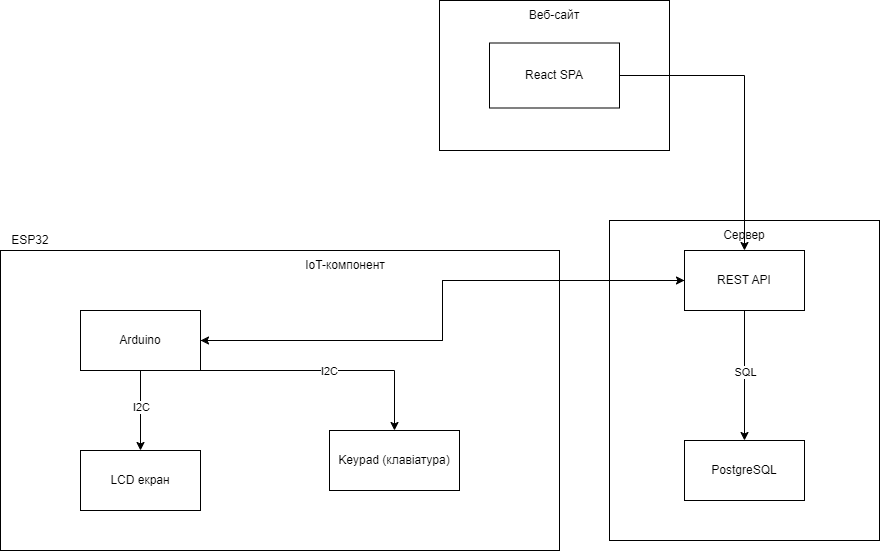 Веб-сайт
React SPA
Сервер
ESP32
IoT-компонент
REST API
Arduino
I2C
SQL
I2C
Keypad (клавіатура)
LCD екран
PostgreSQL